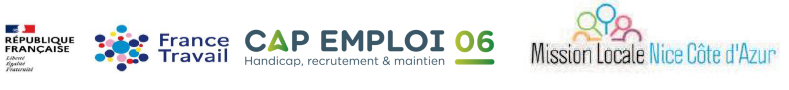 RÉPUBLIQUE
FRANÇAISE
Liberté
Égalité
Fraternité
France
Travail
CAP EMPLOI 06
Handicap, recrutement & maintien
Mission Locale Nice Côte d'Azur